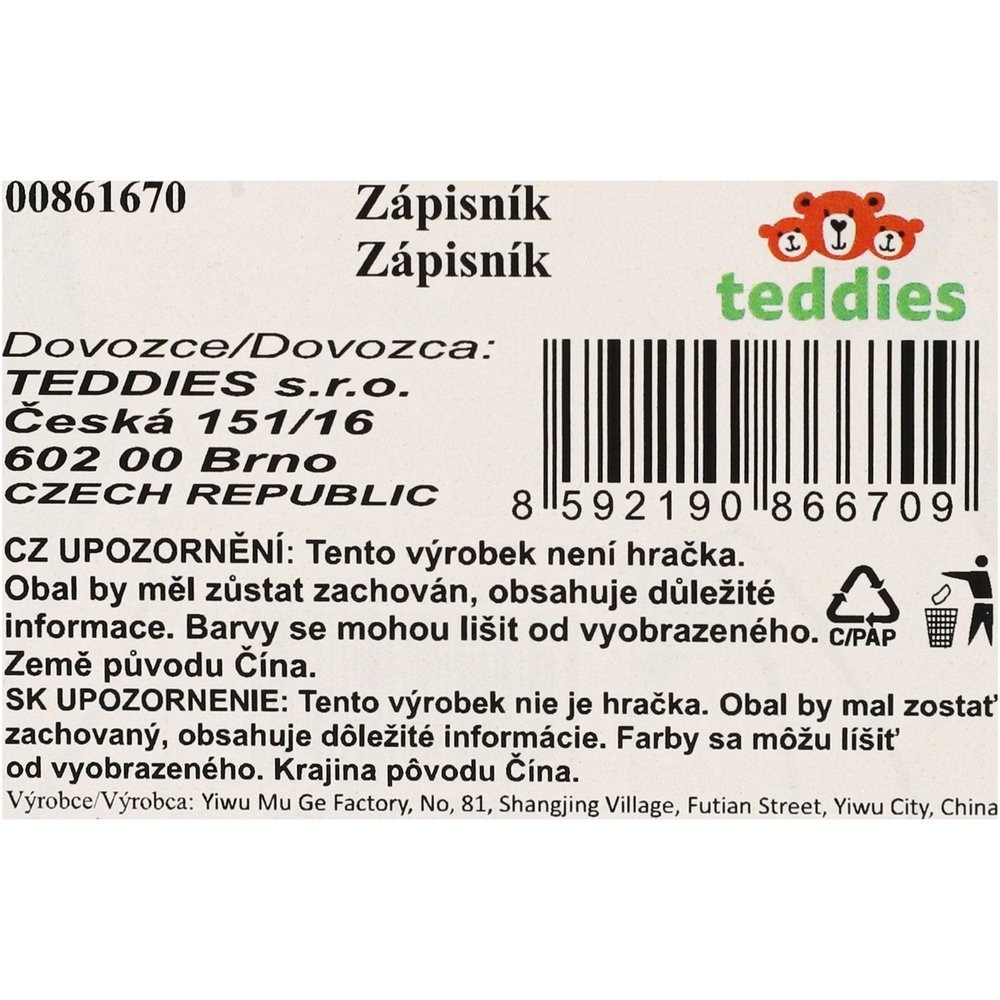 00861670
Zápisník
Zápisník
teddies
Dovozce/Dovozca:
TEDDIES s.r.o.
Česká 151/16
602 00 Brno
CZECH REPUBLIC
8 592190 866709
CZ UPOZORNĚNÍ: Tento výrobek není hračka.
Obal by měl zůstat zachován, obsahuje důležité
informace. Barvy se mohou lišit od vyobrazeného.
Země původu Čína.
C/PAP
SK UPOZORNENIE: Tento výrobek nie je hračka. Obal by mal zostať
zachovaný, obsahuje dôležité informácie. Farby sa môžu líšiť
od vyobrazeného. Krajina pôvodu Čína.
Výrobce/Výrobca: Yiwu Mu Ge Factory, No, 81, Shangjing Village, Futian Street, Yiwu City, China